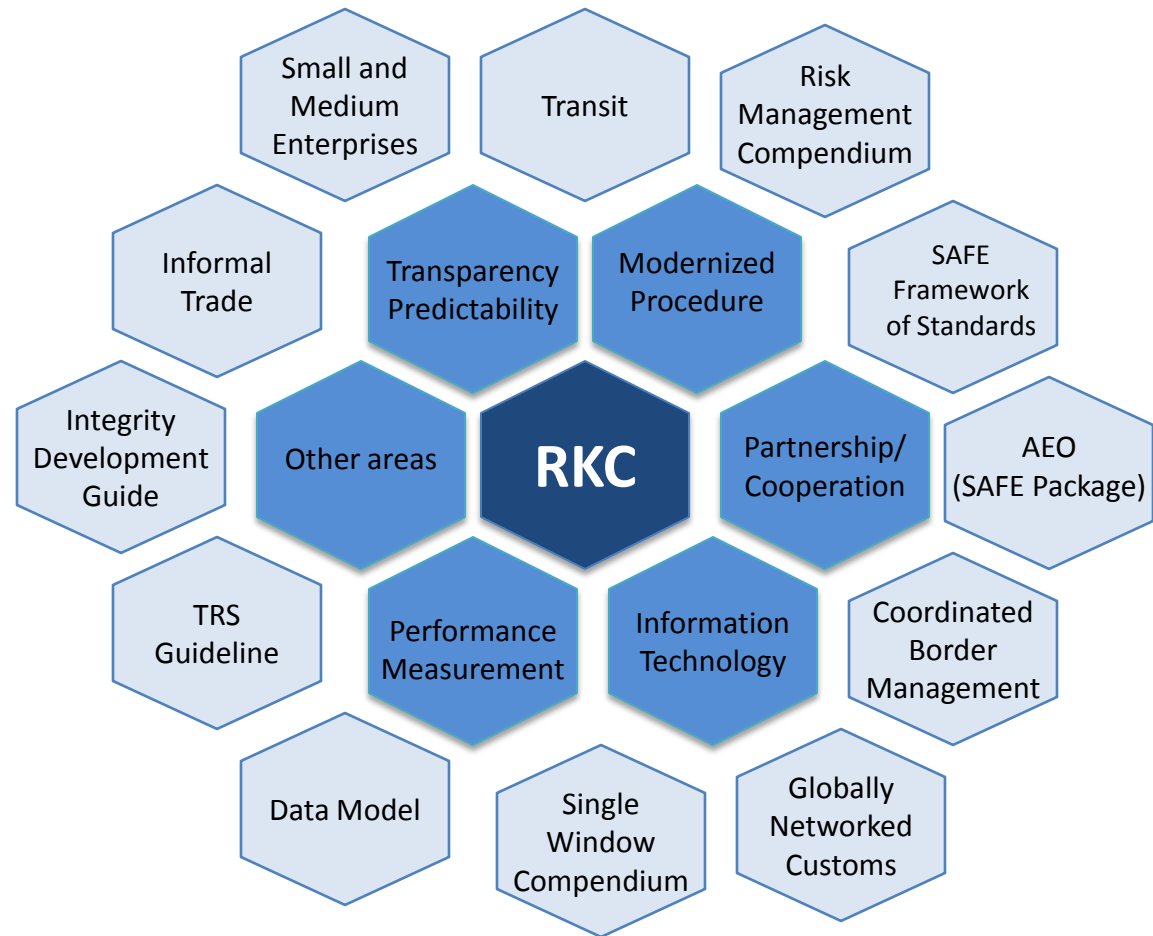 Small and
Medium
Enterprises
Transit
Risk
Management
Compendium
Informal
Trade
Transparency
Predictability
Modernized
Procedure
SAFE
Framework
of Standards
Integrity
Development
Guide
Other areas
RKC
Partnership/
Cooperation
AEO
(SAFE Package)
TRS
Guideline
Performance
Measurement
Information
Technology
Coordinated
Border
Management
Data Model
Single
Window
Compendium
Globally
Networked
Customs